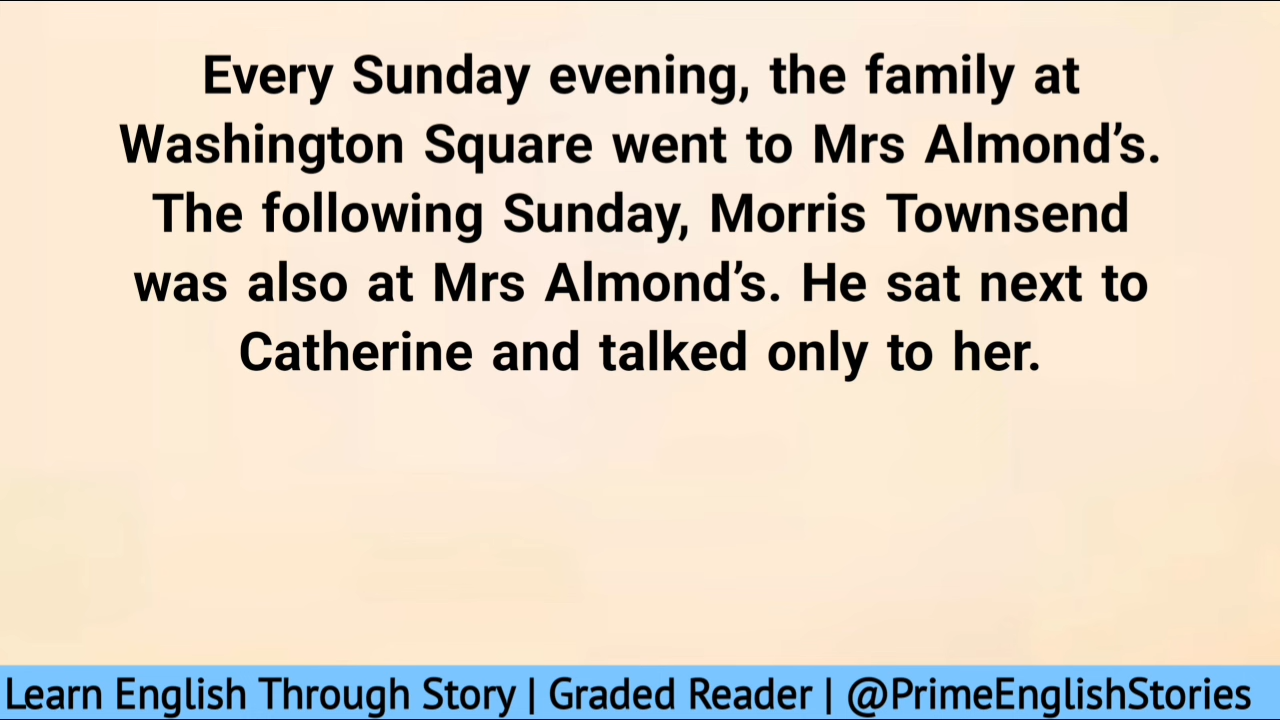 Every Sunday evening, the family at
Washington Square went to Mrs Almond’s.
The following Sunday, Morris Townsend
was also at Mrs Almond’s. He sat next to
Catherine and talked only to her.
Learn English Through Story | Graded Reader | @PrimeEnglishStories